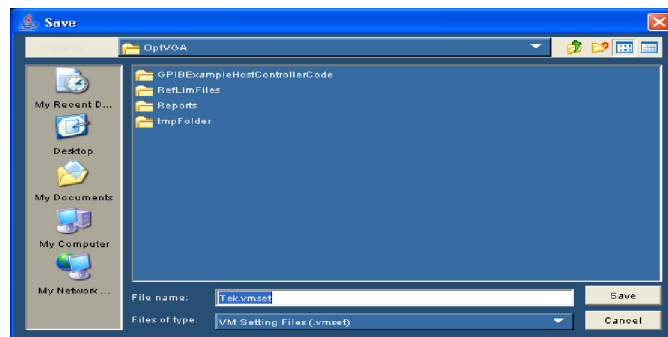 Save
OptVGA
GPIBExampleHostControllerCode
RefLimFiles
Reports
tmpFolder
My Recent D...
Desktop
My Documents
My Computer
My Network ...
File name:
Tek.vmset
Save
Files of type:
VM Setting Files (.vmset)
Cancel